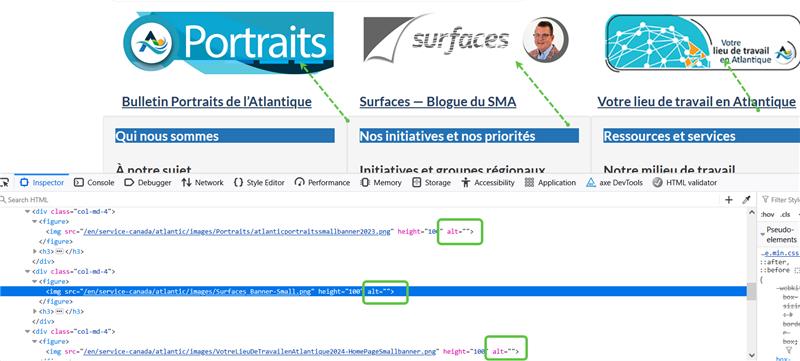 Portraits
surfaces
Votre
lieu de travail
en Atlantique
Bulletin Portraits de l'Atlantique
Surfaces — Blogue du SMA
Votre lieu de travail en Atlantique
Qui nous sommes
Nos initiatives et nos priorités
Ressources et services
À notre sujet
Initiatives et groupes régionaux
Notre milieu de travail
Inspector Console Debugger Network Style Editor Performance Memory Storage Accessibility Application axe DevTools HTML validator
Search HTML
Filter Style
<div class="col-md-4">
<figure>
<img src="/en/service-canada/atlantic/images/Portraits/atlanticportraitssmallbanner2023.png" height="100" alt="">
</figure>
<h3> </h3>
</div>
<div class="col-md-4">
<figure>
<img src="/en/service-canada/atlantic/images/Surfaces_Banner-Small.png" height="100" alt="">
</figure>
<h3> </h3>
</div>
<div class="col-md-4">
<figure>
<img src="/en/service-canada/atlantic/images/VotreLieuDeTravailenAtlantique2024-HomePageSmallbanner.png" height="100" alt="">
</figure>
:hov .cls
Pseudo-
elements
e.min.css
::after,
::before
{
box-